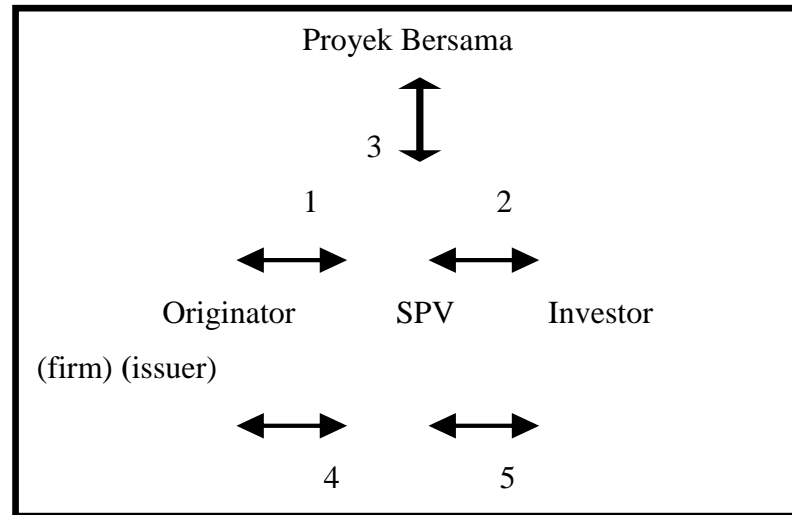 Proyek Bersama
3
1 2
Originator SPV Investor
(firm) (issuer)
4 5